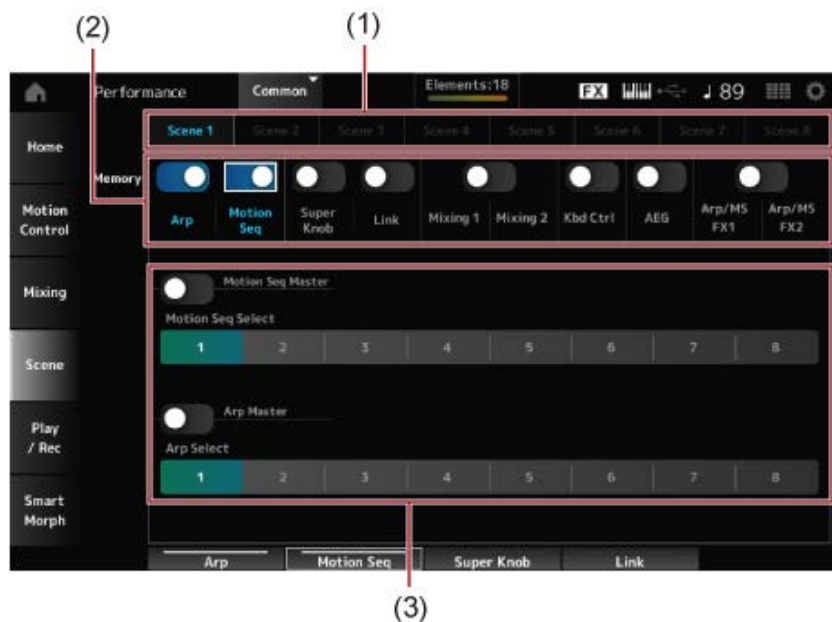 (2) (1)
Performance Common Elements:18 FX ♩ 89
Scene 1 Scene 2 Scene 3 Scene 4 Scene 5 Scene 6 Scene 7 Scene 8
Home
Memory
Arp Motion Seq Super Knob Link Mixing 1 Mixing 2 Kbd Ctrl AEG Arp/MS FX1 Arp/MS FX2
Motion Control
Motion Seq Master
Mixing
Motion Seq Select
1 2 3 4 5 6 7 8
Scene
Arp Master
Play / Rec
Arp Select
1 2 3 4 5 6 7 8
Smart Morph
Arp Motion Seq Super Knob Link
(3)